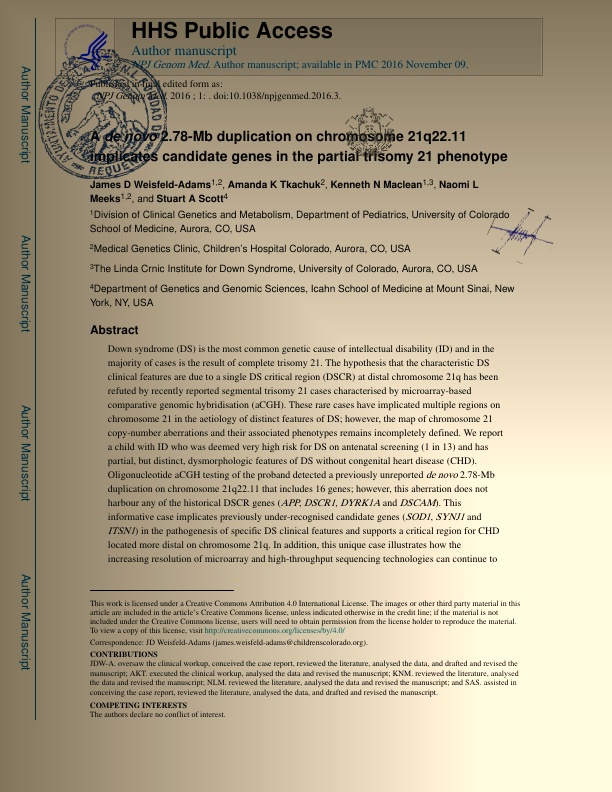 HHS Public Access
Author manuscript
NPJ Genom Med. Author manuscript; available in PMC 2016 November 09.
Published in final edited form as:
NPJ Genom Med. 2016 ; 1: . doi:10.1038/npjgenmed.2016.3.
A de novo 2.78-Mb duplication on chromosome 21q22.11
implicates candidate genes in the partial trisomy 21 phenotype
James D Weisfeld-Adams1,2, Amanda K Tkachuk2, Kenneth N Maclean1,3, Naomi L
Meeks1,2, and Stuart A Scott4
1Division of Clinical Genetics and Metabolism, Department of Pediatrics, University of Colorado
School of Medicine, Aurora, CO, USA
2Medical Genetics Clinic, Children's Hospital Colorado, Aurora, CO, USA
3The Linda Crnic Institute for Down Syndrome, University of Colorado, Aurora, CO, USA
4Department of Genetics and Genomic Sciences, Icahn School of Medicine at Mount Sinai, New
York, NY, USA
Abstract
Down syndrome (DS) is the most common genetic cause of intellectual disability (ID) and in the
majority of cases is the result of complete trisomy 21. The hypothesis that the characteristic DS
clinical features are due to a single DS critical region (DSCR) at distal chromosome 21q has been
refuted by recently reported segmental trisomy 21 cases characterised by microarray-based
comparative genomic hybridisation (aCGH). These rare cases have implicated multiple regions on
chromosome 21 in the aetiology of distinct features of DS; however, the map of chromosome 21
copy-number aberrations and their associated phenotypes remains incompletely defined. We report
a child with ID who was deemed very high risk for DS on antenatal screening (1 in 13) and has
partial, but distinct, dysmorphologic features of DS without congenital heart disease (CHD).
Oligonucleotide aCGH testing of the proband detected a previously unreported de novo 2.78-Mb
duplication on chromosome 21q22.11 that includes 16 genes; however, this aberration does not
harbour any of the historical DSCR genes (APP, DSCR1, DYRK1A and DSCAM). This
informative case implicates previously under-recognised candidate genes (SOD1, SYNJ1 and
ITSN1) in the pathogenesis of specific DS clinical features and supports a critical region for CHD
located more distal on chromosome 21q. In addition, this unique case illustrates how the
increasing resolution of microarray and high-throughput sequencing technologies can continue to
This work is licensed under a Creative Commons Attribution 4.0 International License. The images or other third party material in this
article are included in the article's Creative Commons license, unless indicated otherwise in the credit line; if the material is not
included under the Creative Commons license, users will need to obtain permission from the license holder to reproduce the material.
To view a copy of this license, visit http://creativecommons.org/licenses/by/4.0/
Correspondence: JD Weisfeld-Adams (james.weisfeld-adams@childrenscolorado.org).
CONTRIBUTIONS
JDW-A. oversaw the clinical workup, conceived the case report, reviewed the literature, analysed the data, and drafted and revised the
manuscript; AKT. executed the clinical workup, analysed the data and revised the manuscript; KNM. reviewed the literature, analysed
the data and revised the manuscript; NLM. reviewed the literature, analysed the data and revised the manuscript; and SAS. assisted in
conceiving the case report, reviewed the literature, analysed the data, and drafted and revised the manuscript.
COMPETING INTERESTS
The authors declare no conflict of interest.
Author Manuscript
Author Manuscript
Author Manuscript
Author Manuscript